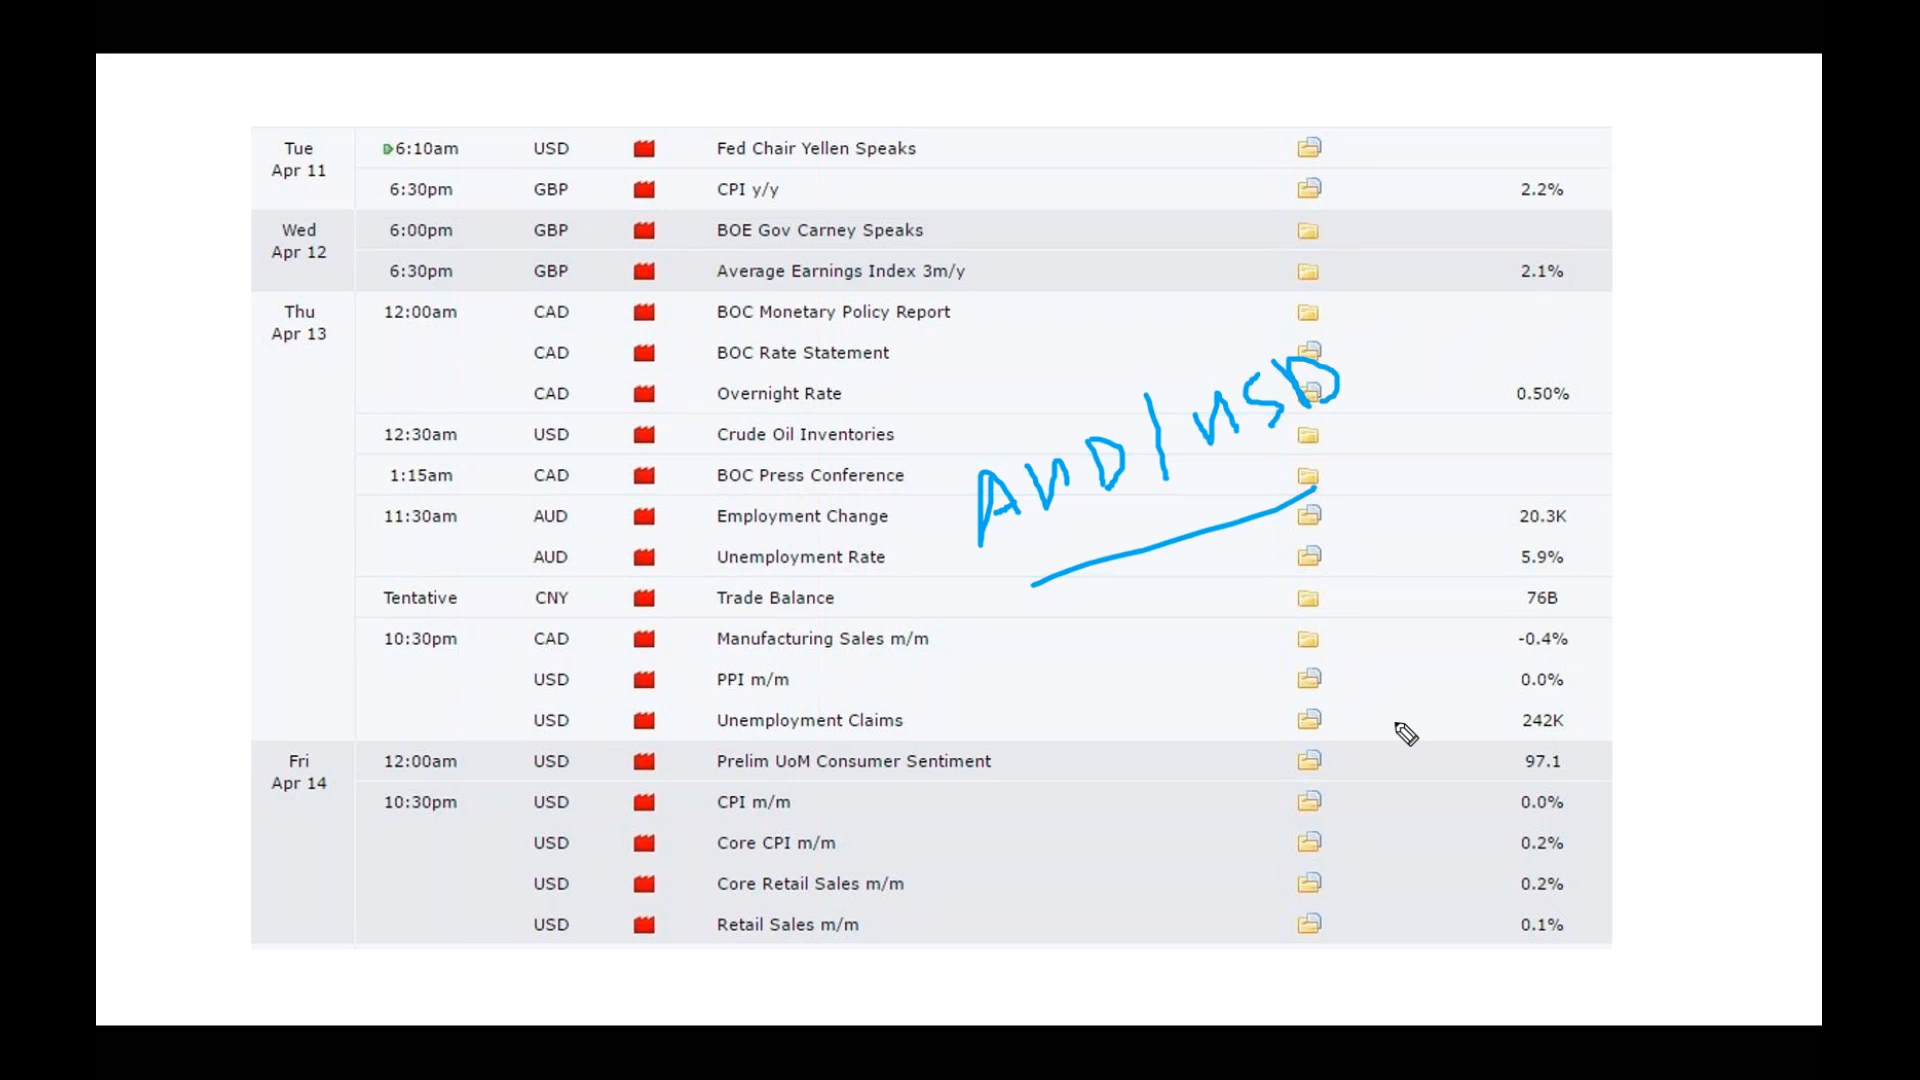 Tue Apr 11 6:10am USD Fed Chair Yellen Speaks
6:30pm GBP CPI y/y 2.2%
Wed Apr 12 6:00pm GBP BOE Gov Carney Speaks
6:30pm GBP Average Earnings Index 3m/y 2.1%
Thu Apr 13 12:00am CAD BOC Monetary Policy Report
CAD BOC Rate Statement
CAD Overnight Rate 0.50%
12:30am USD Crude Oil Inventories
1:15am CAD BOC Press Conference
AUD/USD
11:30am AUD Employment Change 20.3K
AUD Unemployment Rate 5.9%
Tentative CNY Trade Balance 76B
10:30pm CAD Manufacturing Sales m/m -0.4%
USD PPI m/m 0.0%
USD Unemployment Claims 242K
Fri Apr 14 12:00am USD Prelim UoM Consumer Sentiment 97.1
10:30pm USD CPI m/m 0.0%
USD Core CPI m/m 0.2%
USD Core Retail Sales m/m 0.2%
USD Retail Sales m/m 0.1%